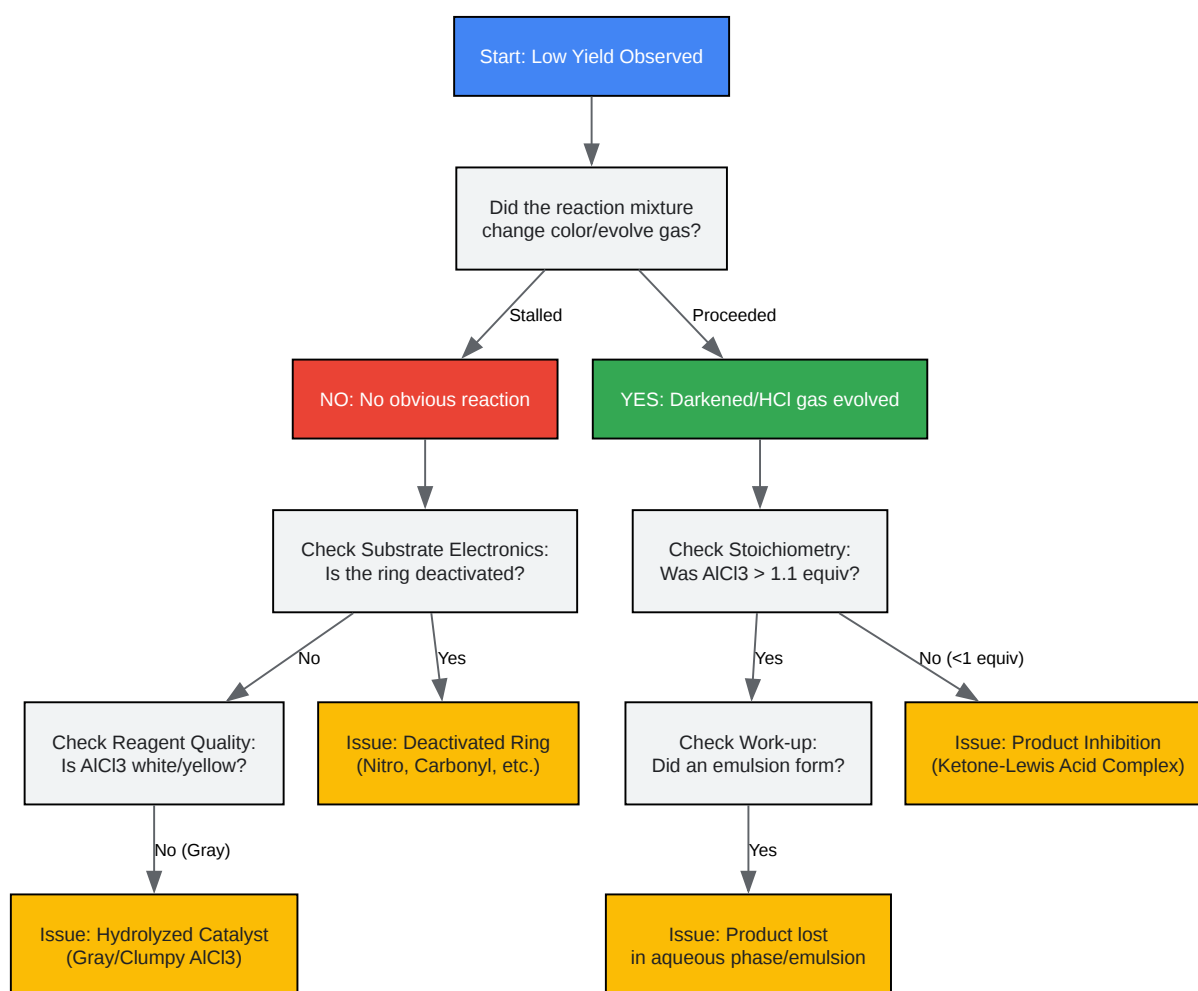 Start: Low Yield Observed
Did the reaction mixture
change color/evolve gas?
Stalled
Proceeded
NO: No obvious reaction
YES: Darkened/HCl gas evolved
Check Substrate Electronics:
Is the ring deactivated?
Check Stoichiometry:
Was AlCl3 > 1.1 equiv?
No
Yes
Yes
No (<1 equiv)
Check Reagent Quality:
Is AlCl3 white/yellow?
Issue: Deactivated Ring
(Nitro, Carbonyl, etc.)
Check Work-up:
Did an emulsion form?
Issue: Product Inhibition
(Ketone-Lewis Acid Complex)
No (Gray)
Yes
Issue: Hydrolyzed Catalyst
(Gray/Clumpy AlCl3)
Issue: Product lost
in aqueous phase/emulsion